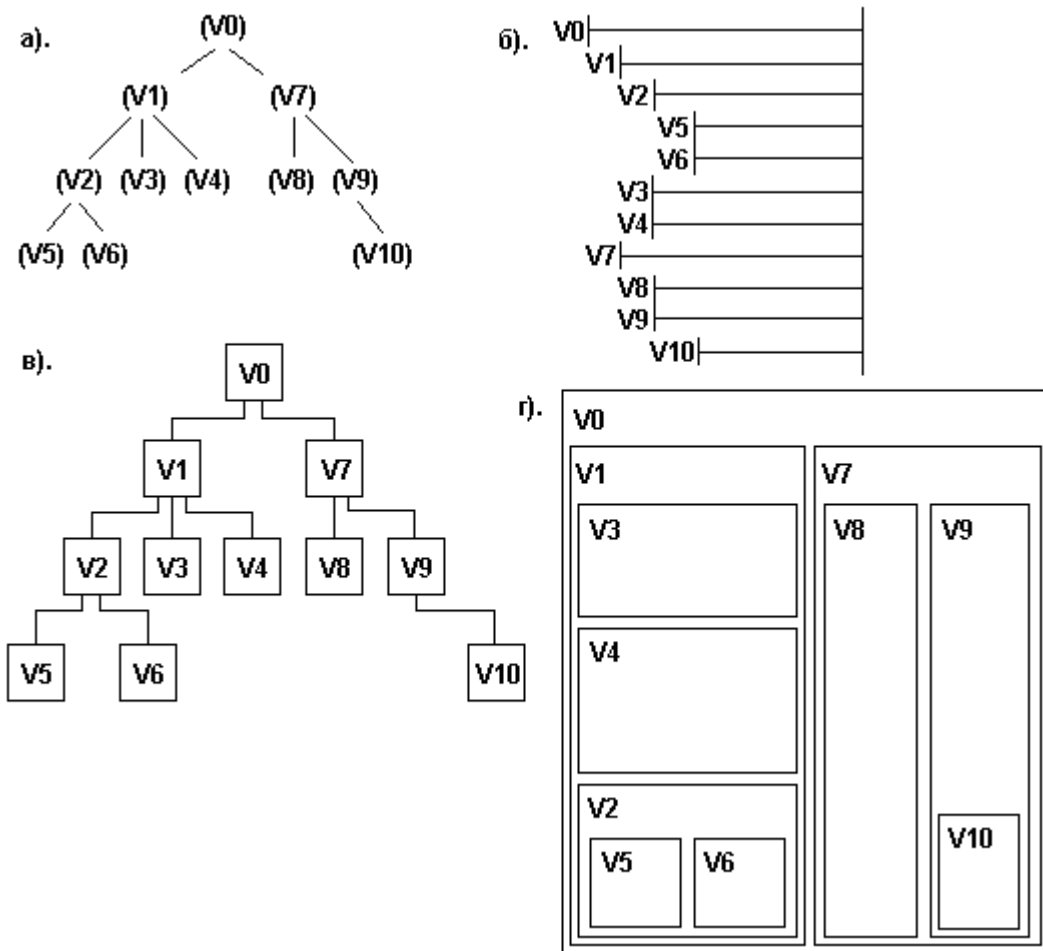 а).
(V0)
(V1) (V7)
(V2) (V3) (V4) (V8) (V9)
(V5) (V6) (V10)
б).
V0
V1
V2
V5
V6
V3
V4
V7
V8
V9
V10
в).
V0
V1 V7
V2 V3 V4 V8 V9
V5 V6 V10
г).
V0
V1 V7
V3 V8 V9
V4
V2
V5 V6 V10